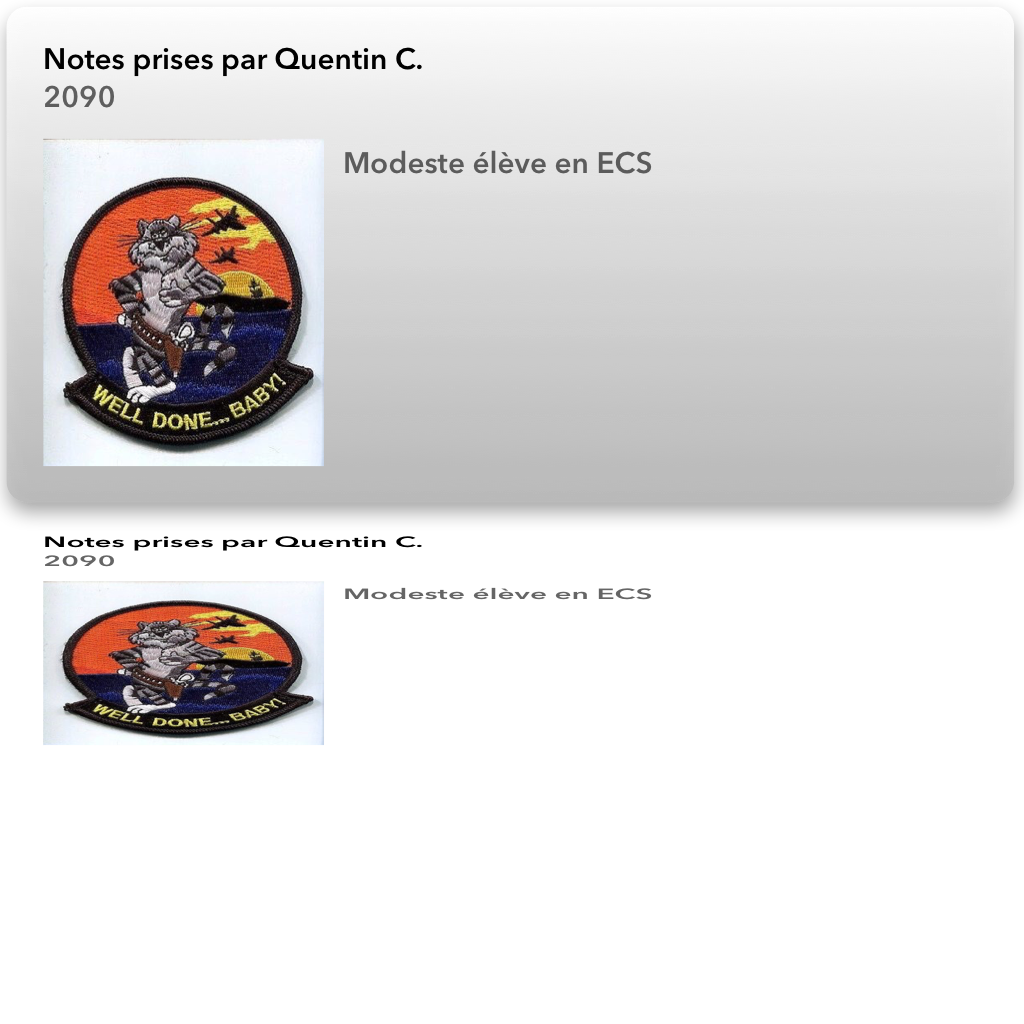 Notes prises par Quentin C.
2090
Modeste élève en ECS
WELL DONE... BABY!
Notes prises par Quentin C.
2090
Modeste élève en ECS
WELL DONE... BABY!